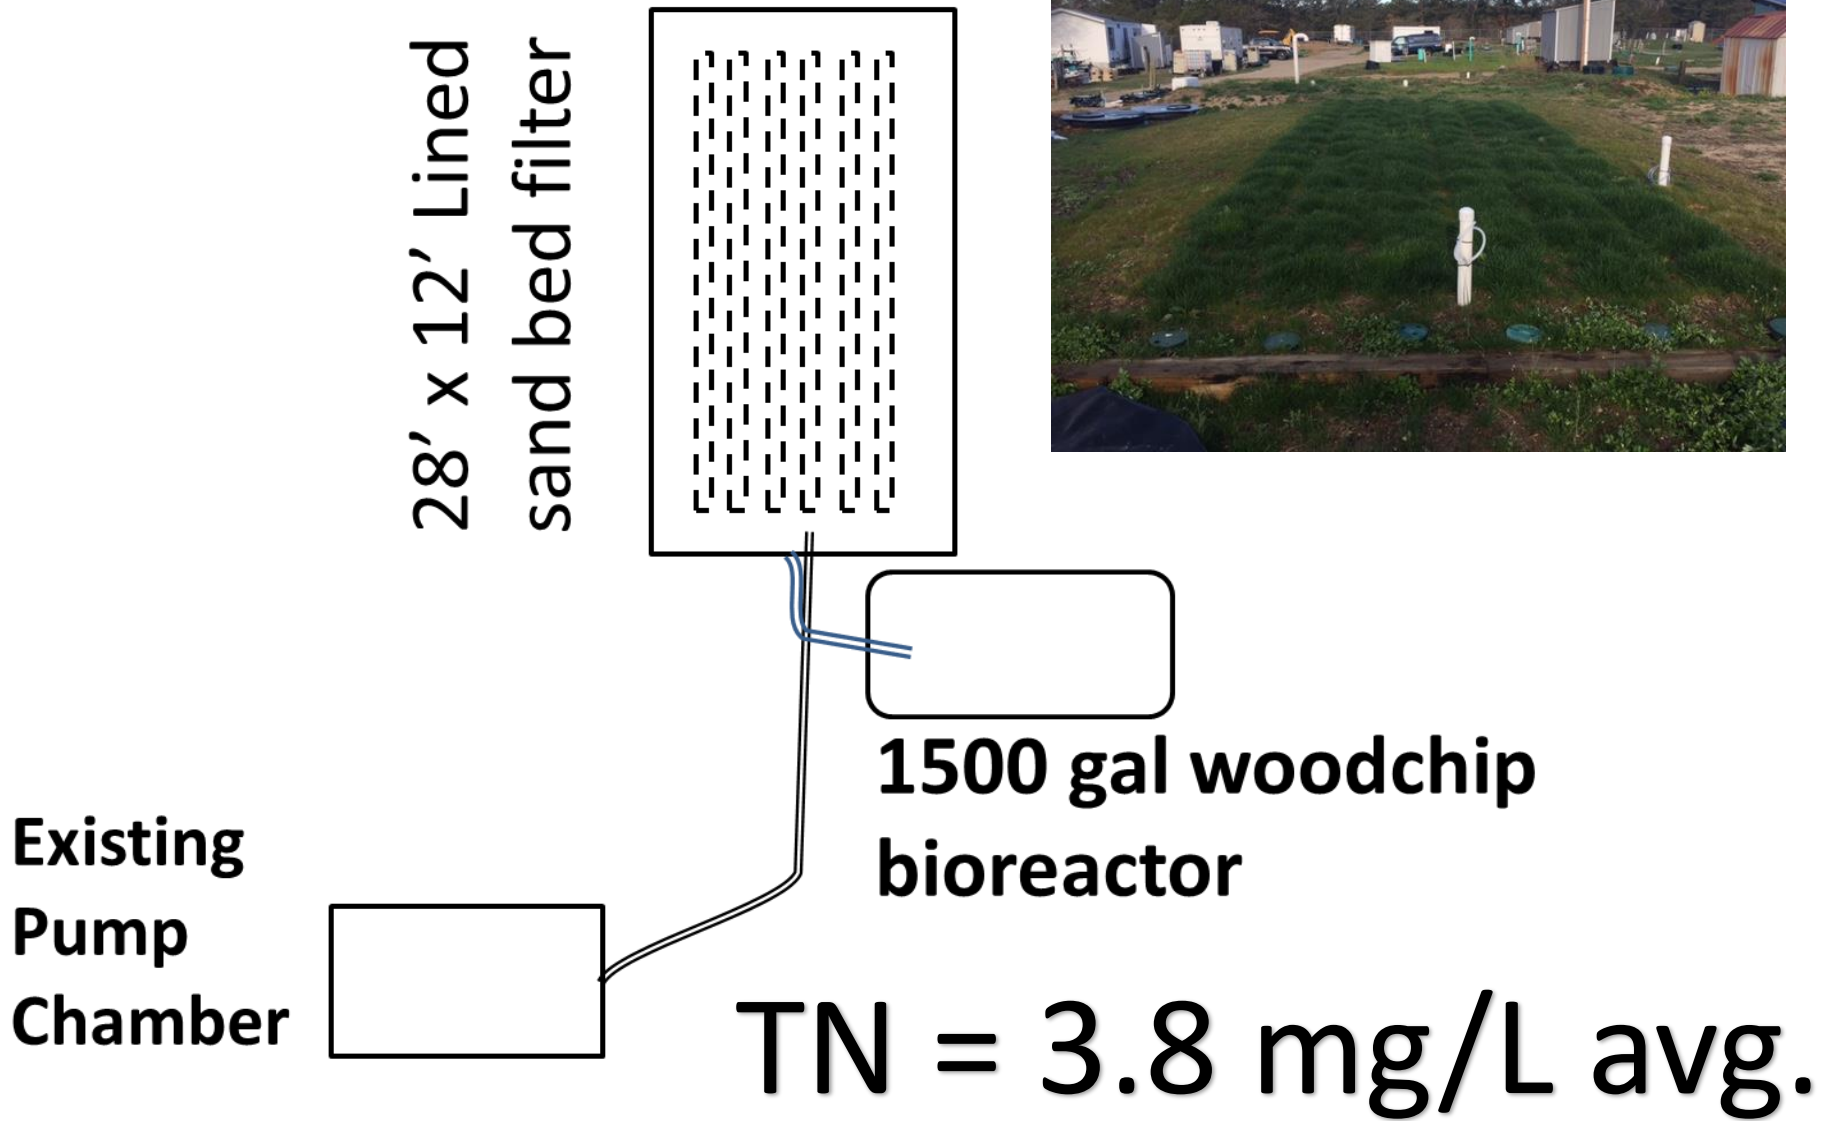 28’ x 12’ Lined
sand bed filter
1500 gal woodchip
bioreactor
Existing
Pump
Chamber
TN = 3.8 mg/L avg.